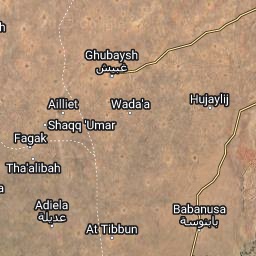 Ghubaysh
غبيش
Ailliet
Wada'a
Hujaylij
Shaqq 'Umar
Fagak
Tha'alibah
Adiela
عديلة
Babanusa
بابنوسة
At Tibbun